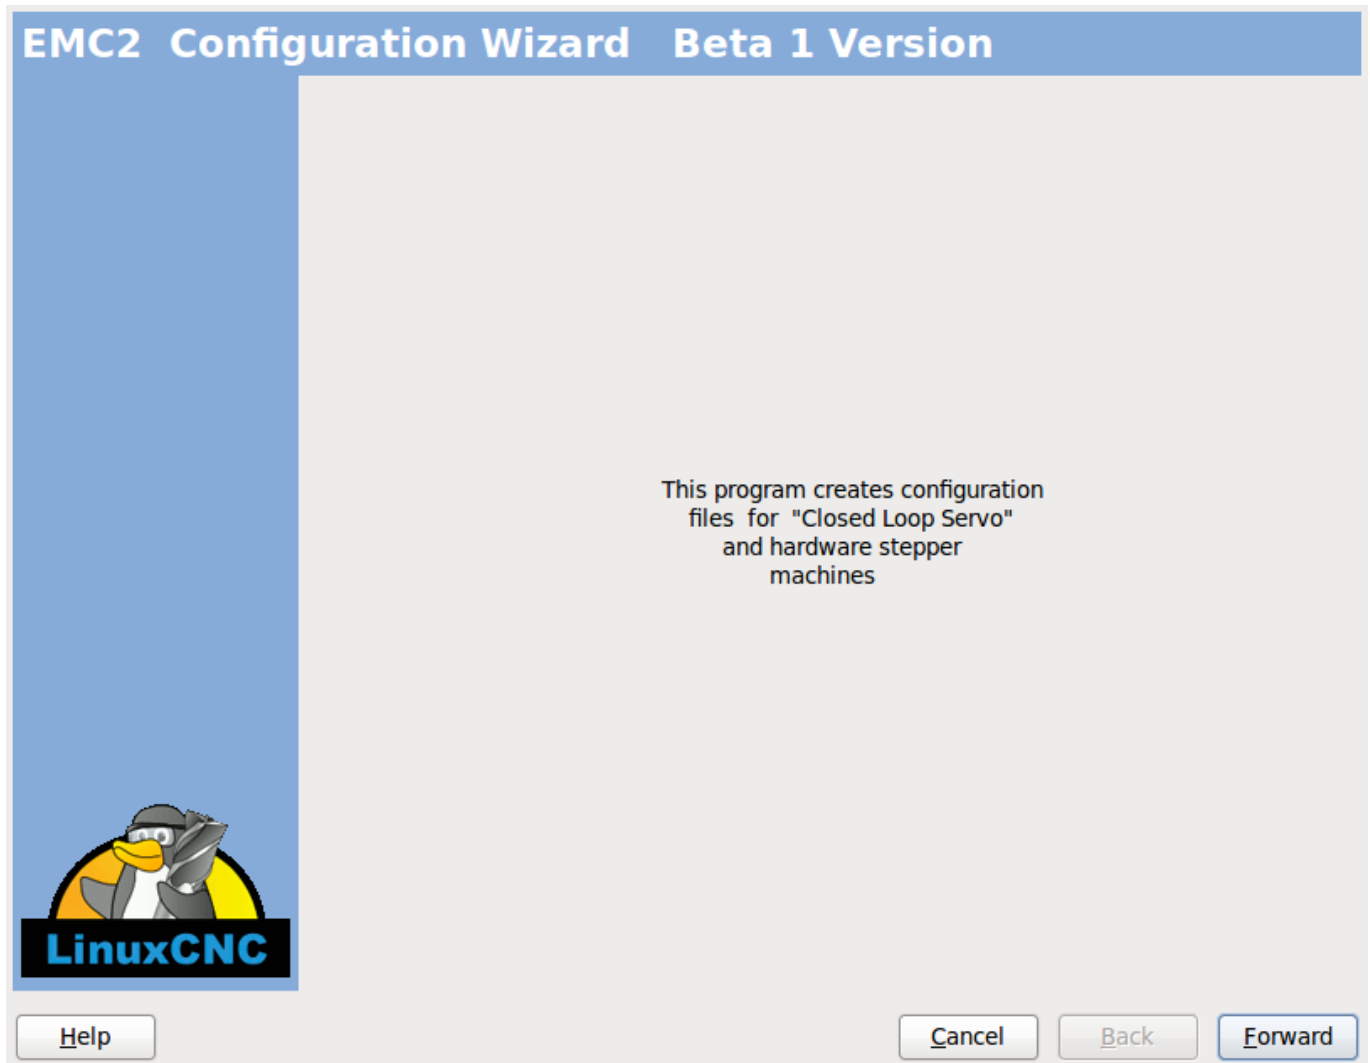 EMC2 Configuration Wizard Beta 1 Version
This program creates configuration
files for "Closed Loop Servo"
and hardware stepper
machines
LinuxCNC
Help
Cancel
Back
Forward